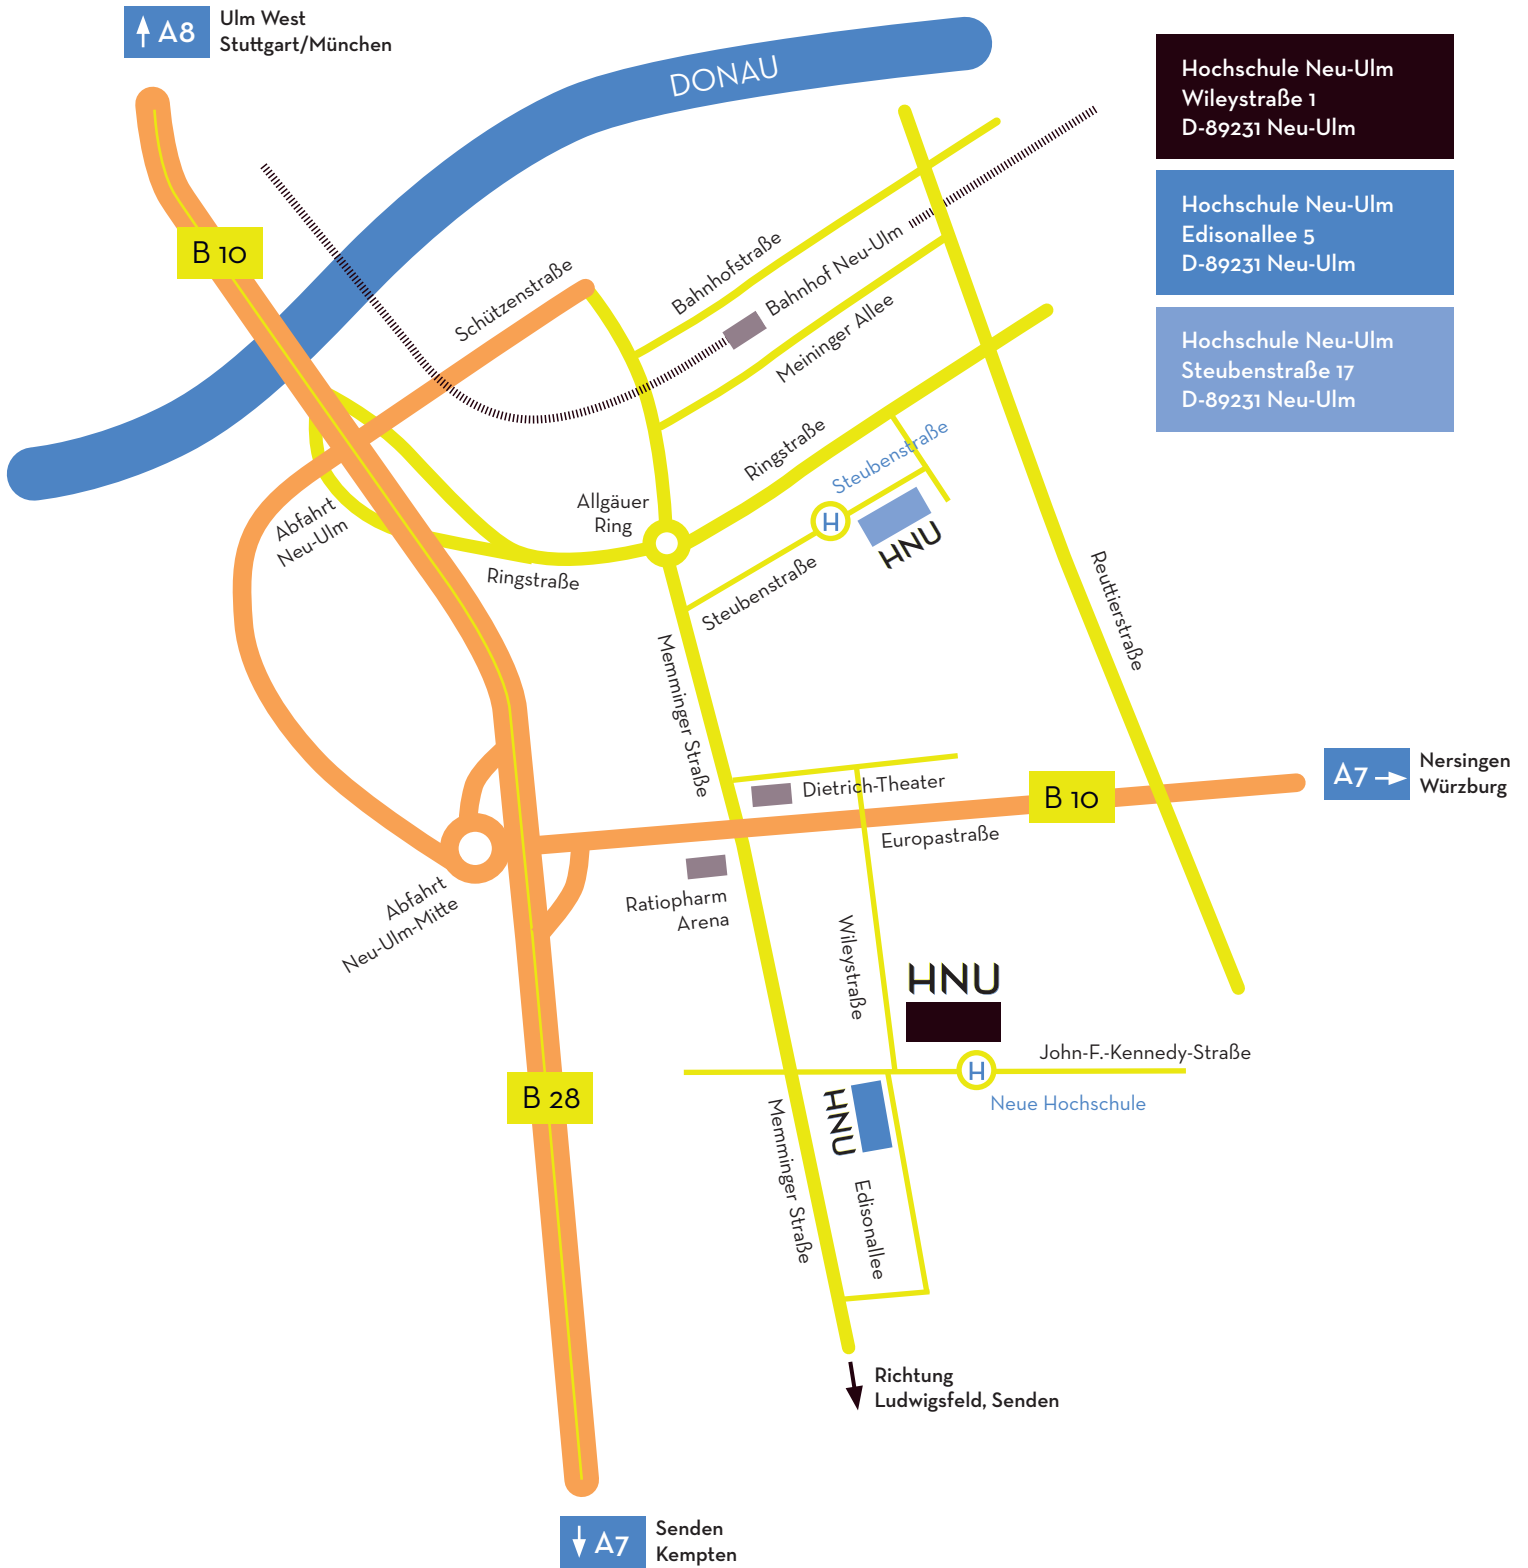 A8
Ulm West
Stuttgart/München
DONAU
Hochschule Neu-Ulm
Wileystraße 1
D-89231 Neu-Ulm
Hochschule Neu-Ulm
Edisonallee 5
D-89231 Neu-Ulm
Hochschule Neu-Ulm
Steubenstraße 17
D-89231 Neu-Ulm
B 10
Schützenstraße
Bahnhofstraße
Bahnhof Neu-Ulm
Meininger Allee
Ringstraße
Steubenstraße
Allgäuer
Ring
H
HNU
Abfahrt
Neu-Ulm
Ringstraße
Steubenstraße
Reuttierstraße
Memminger Straße
Dietrich-Theater
B 10
A7
Nersingen
Würzburg
Europastraße
Abfahrt
Neu-Ulm-Mitte
Ratiopharm
Arena
Wileystraße
HNU
John-F.-Kennedy-Straße
H
Neue Hochschule
B 28
HNU
Memminger Straße
Edisonallee
Richtung
Ludwigsfeld, Senden
A7
Senden
Kempten